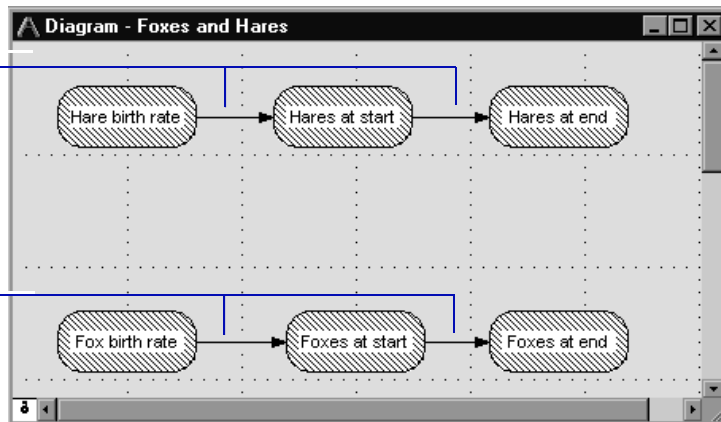 Diagram - Foxes and Hares
Hare birth rate
Hares at start
Hares at end
Fox birth rate
Foxes at start
Foxes at end